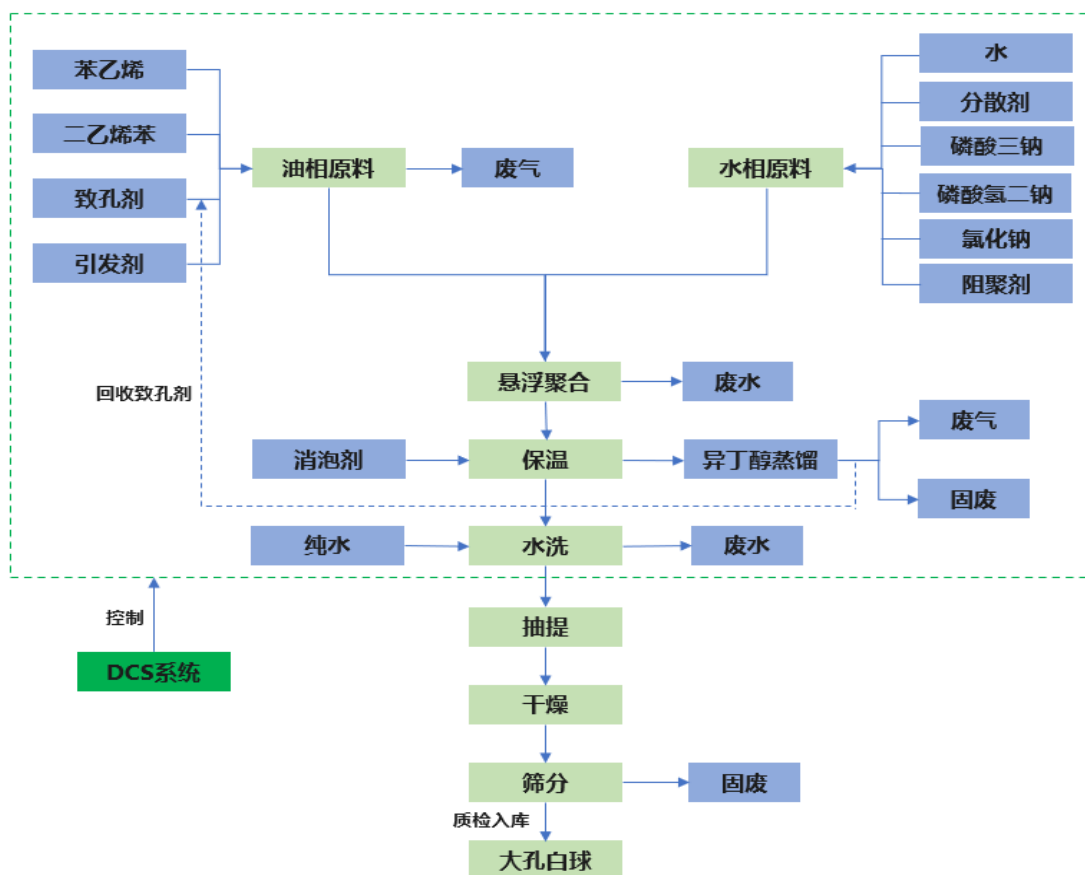 苯乙烯
二乙烯苯
致孔剂
引发剂
油相原料
废气
水相原料
水
分散剂
磷酸三钠
磷酸氢二钠
氯化钠
阻聚剂
回收致孔剂
悬浮聚合
废水
消泡剂
保温
异丁醇蒸馏
废气
固废
纯水
水洗
废水
控制
DCS系统
抽提
干燥
筛分
固废
质检入库
大孔白球